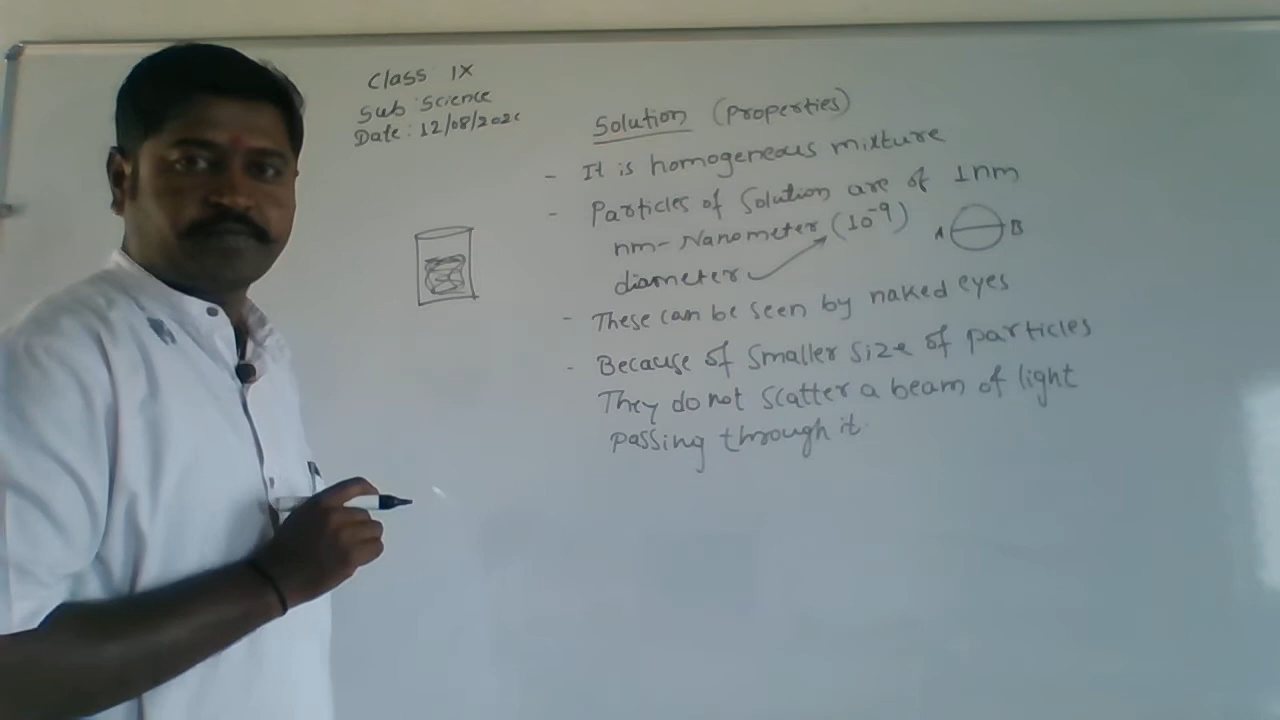 Class IX
Sub: Science
Date: 12/08/202
Solution (Properties)
- It is homogeneous mixture
- Particles of Solution are of 1nm
nm- Nanometer (10-9)
A B
diameter
- These can be seen by naked eyes
- Because of smaller size of particles
They do not scatter a beam of light
passing through it.